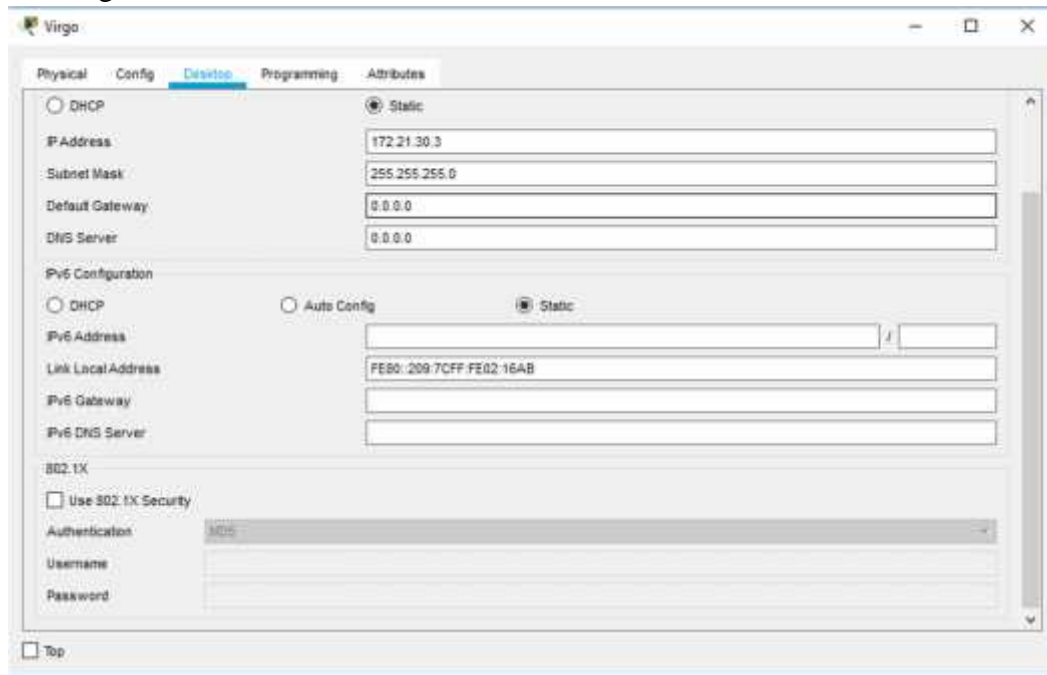 Virgo
Physical Config Desktop Programming Attributes
DHCP Static
IP Address 172.21.30.3
Subnet Mask 255.255.255.0
Default Gateway 0.0.0.0
DNS Server 0.0.0.0
IPv6 Configuration
DHCP Auto Config Static
IPv6 Address /
Link Local Address FE80::209:7CFF:FE02:16AB
IPv6 Gateway
IPv6 DNS Server
802.1X
Use 802.1X Security
Authentication MD5
Username
Password
Top